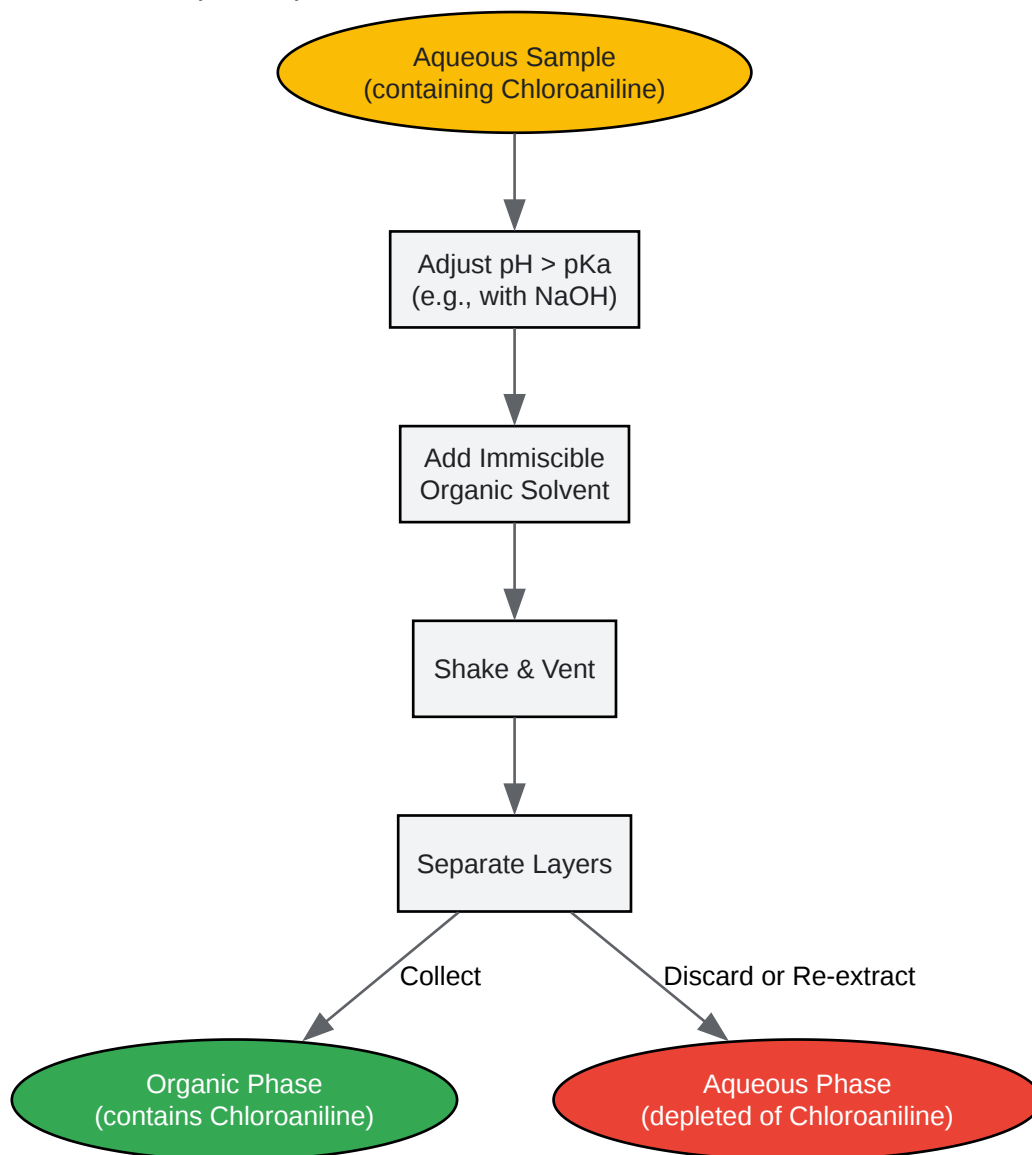 Aqueous Sample
(containing Chloroaniline)
Adjust pH > pKa
(e.g., with NaOH)
Add Immiscible
Organic Solvent
Shake & Vent
Separate Layers
Collect
Discard or Re-extract
Organic Phase
(contains Chloroaniline)
Aqueous Phase
(depleted of Chloroaniline)